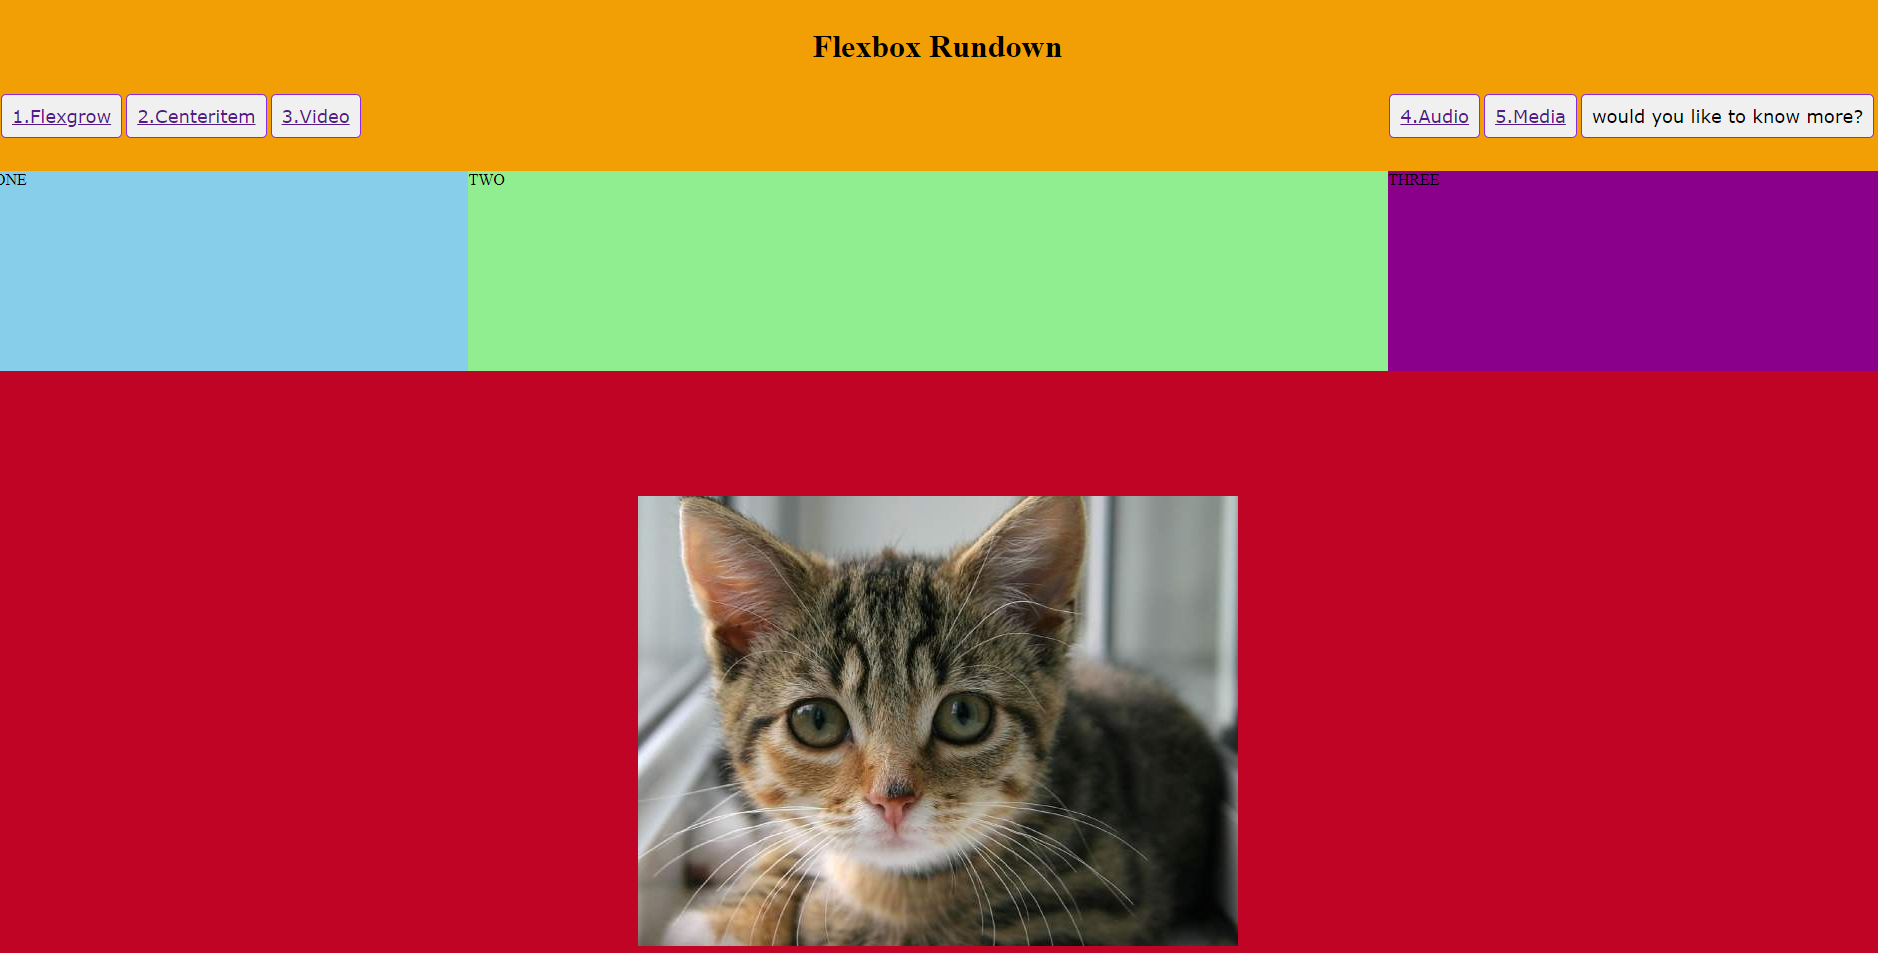 Flexbox Rundown
1.Flexgrow 2.Centeritem 3.Video 4.Audio 5.Media would you like to know more?
ONE TWO THREE